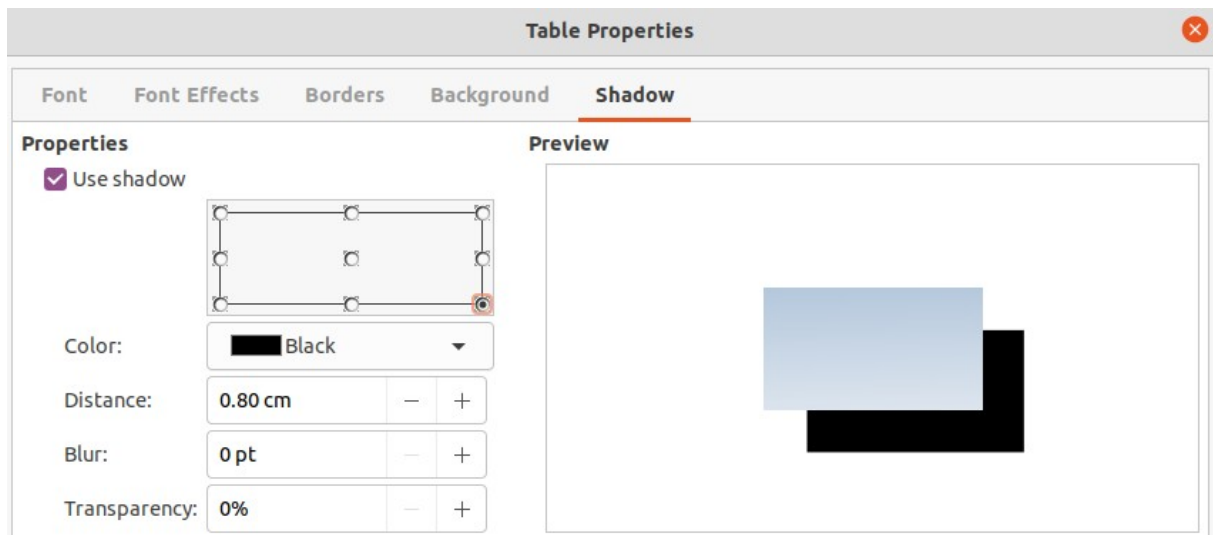 Table Properties
Font Font Effects Borders Background Shadow
Properties
Preview
Use shadow
Color: Black
Distance: 0.80 cm
Blur: 0 pt
Transparency: 0%